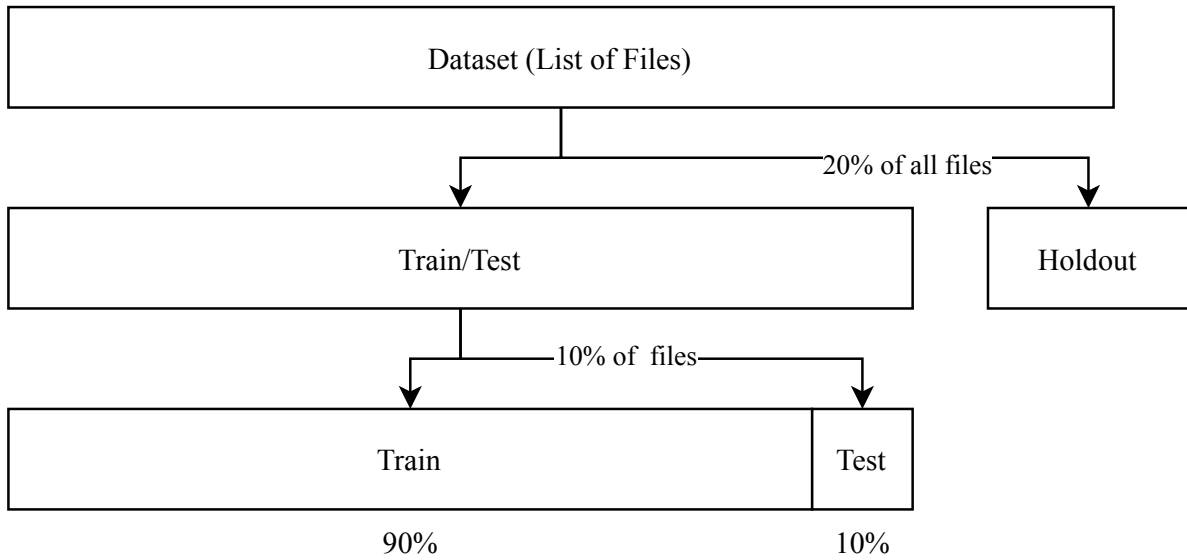 Dataset (List of Files)
20% of all files
Train/Test
Holdout
10% of  files
Train
Test
90%
10%